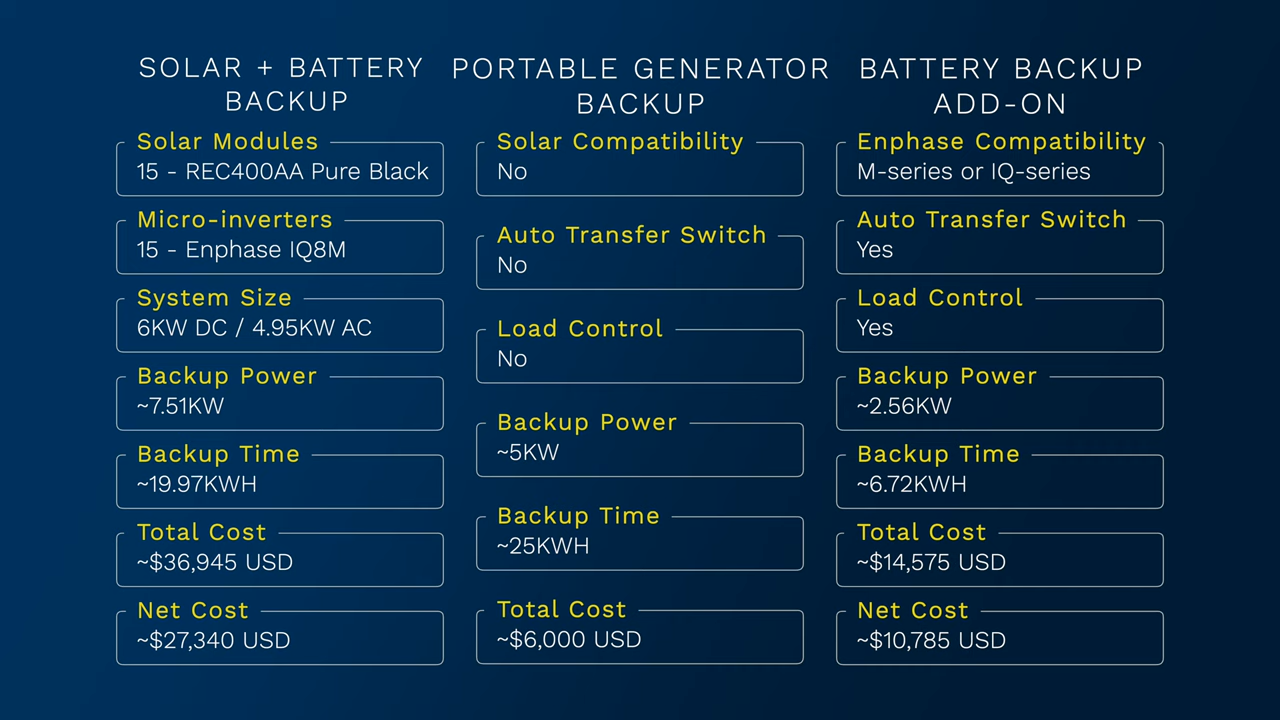 SOLAR + BATTERY
BACKUP
Solar Modules
15 - REC400AA Pure Black
Micro-inverters
15 - Enphase IQ8M
System Size
6KW DC / 4.95KW AC
Backup Power
~7.51KW
Backup Time
~19.97KWH
Total Cost
~$36,945 USD
Net Cost
~$27,340 USD
PORTABLE GENERATOR
BACKUP
Solar Compatibility
No
Auto Transfer Switch
No
Load Control
No
Backup Power
~5KW
Backup Time
~25KWH
Total Cost
~$6,000 USD
BATTERY BACKUP
ADD-ON
Enphase Compatibility
M-series or IQ-series
Auto Transfer Switch
Yes
Load Control
Yes
Backup Power
~2.56KW
Backup Time
~6.72KWH
Total Cost
~$14,575 USD
Net Cost
~$10,785 USD